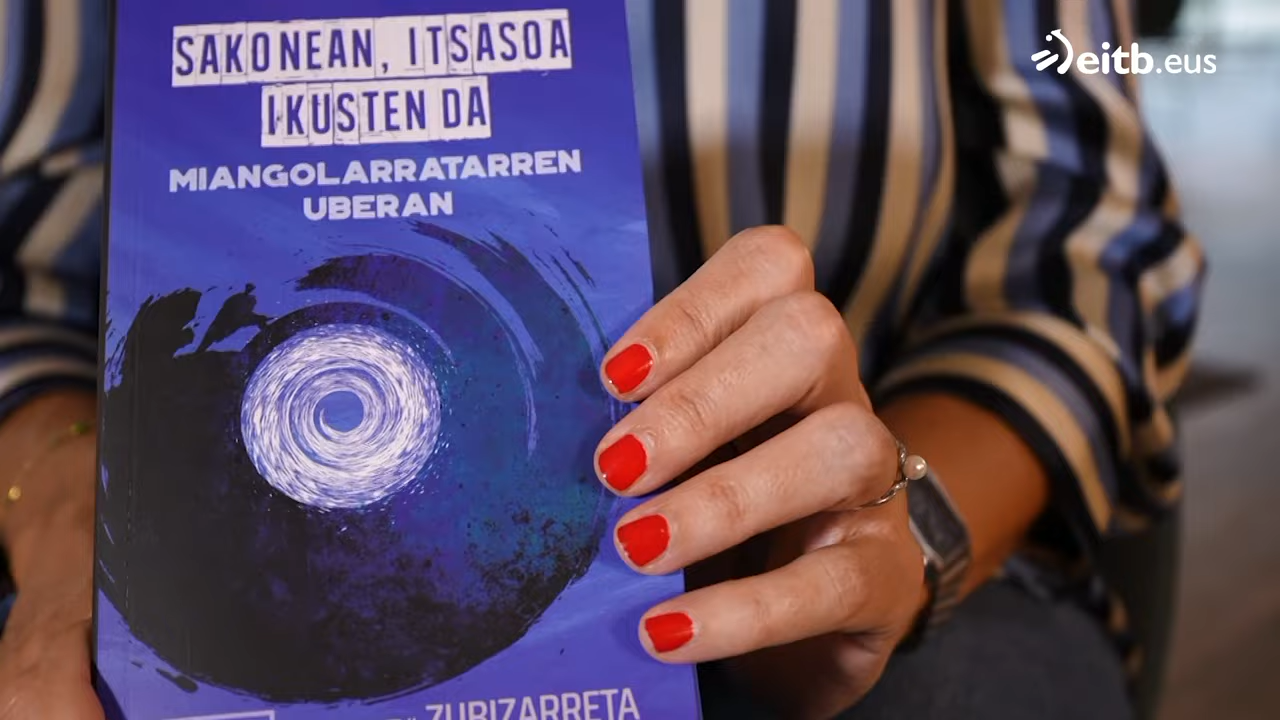 SAKONEAN, ITSASOA
IKUSTEN DA
MIANGOLARRATARREN
UBERAN
ZUBIZARRETA
eitb.eus